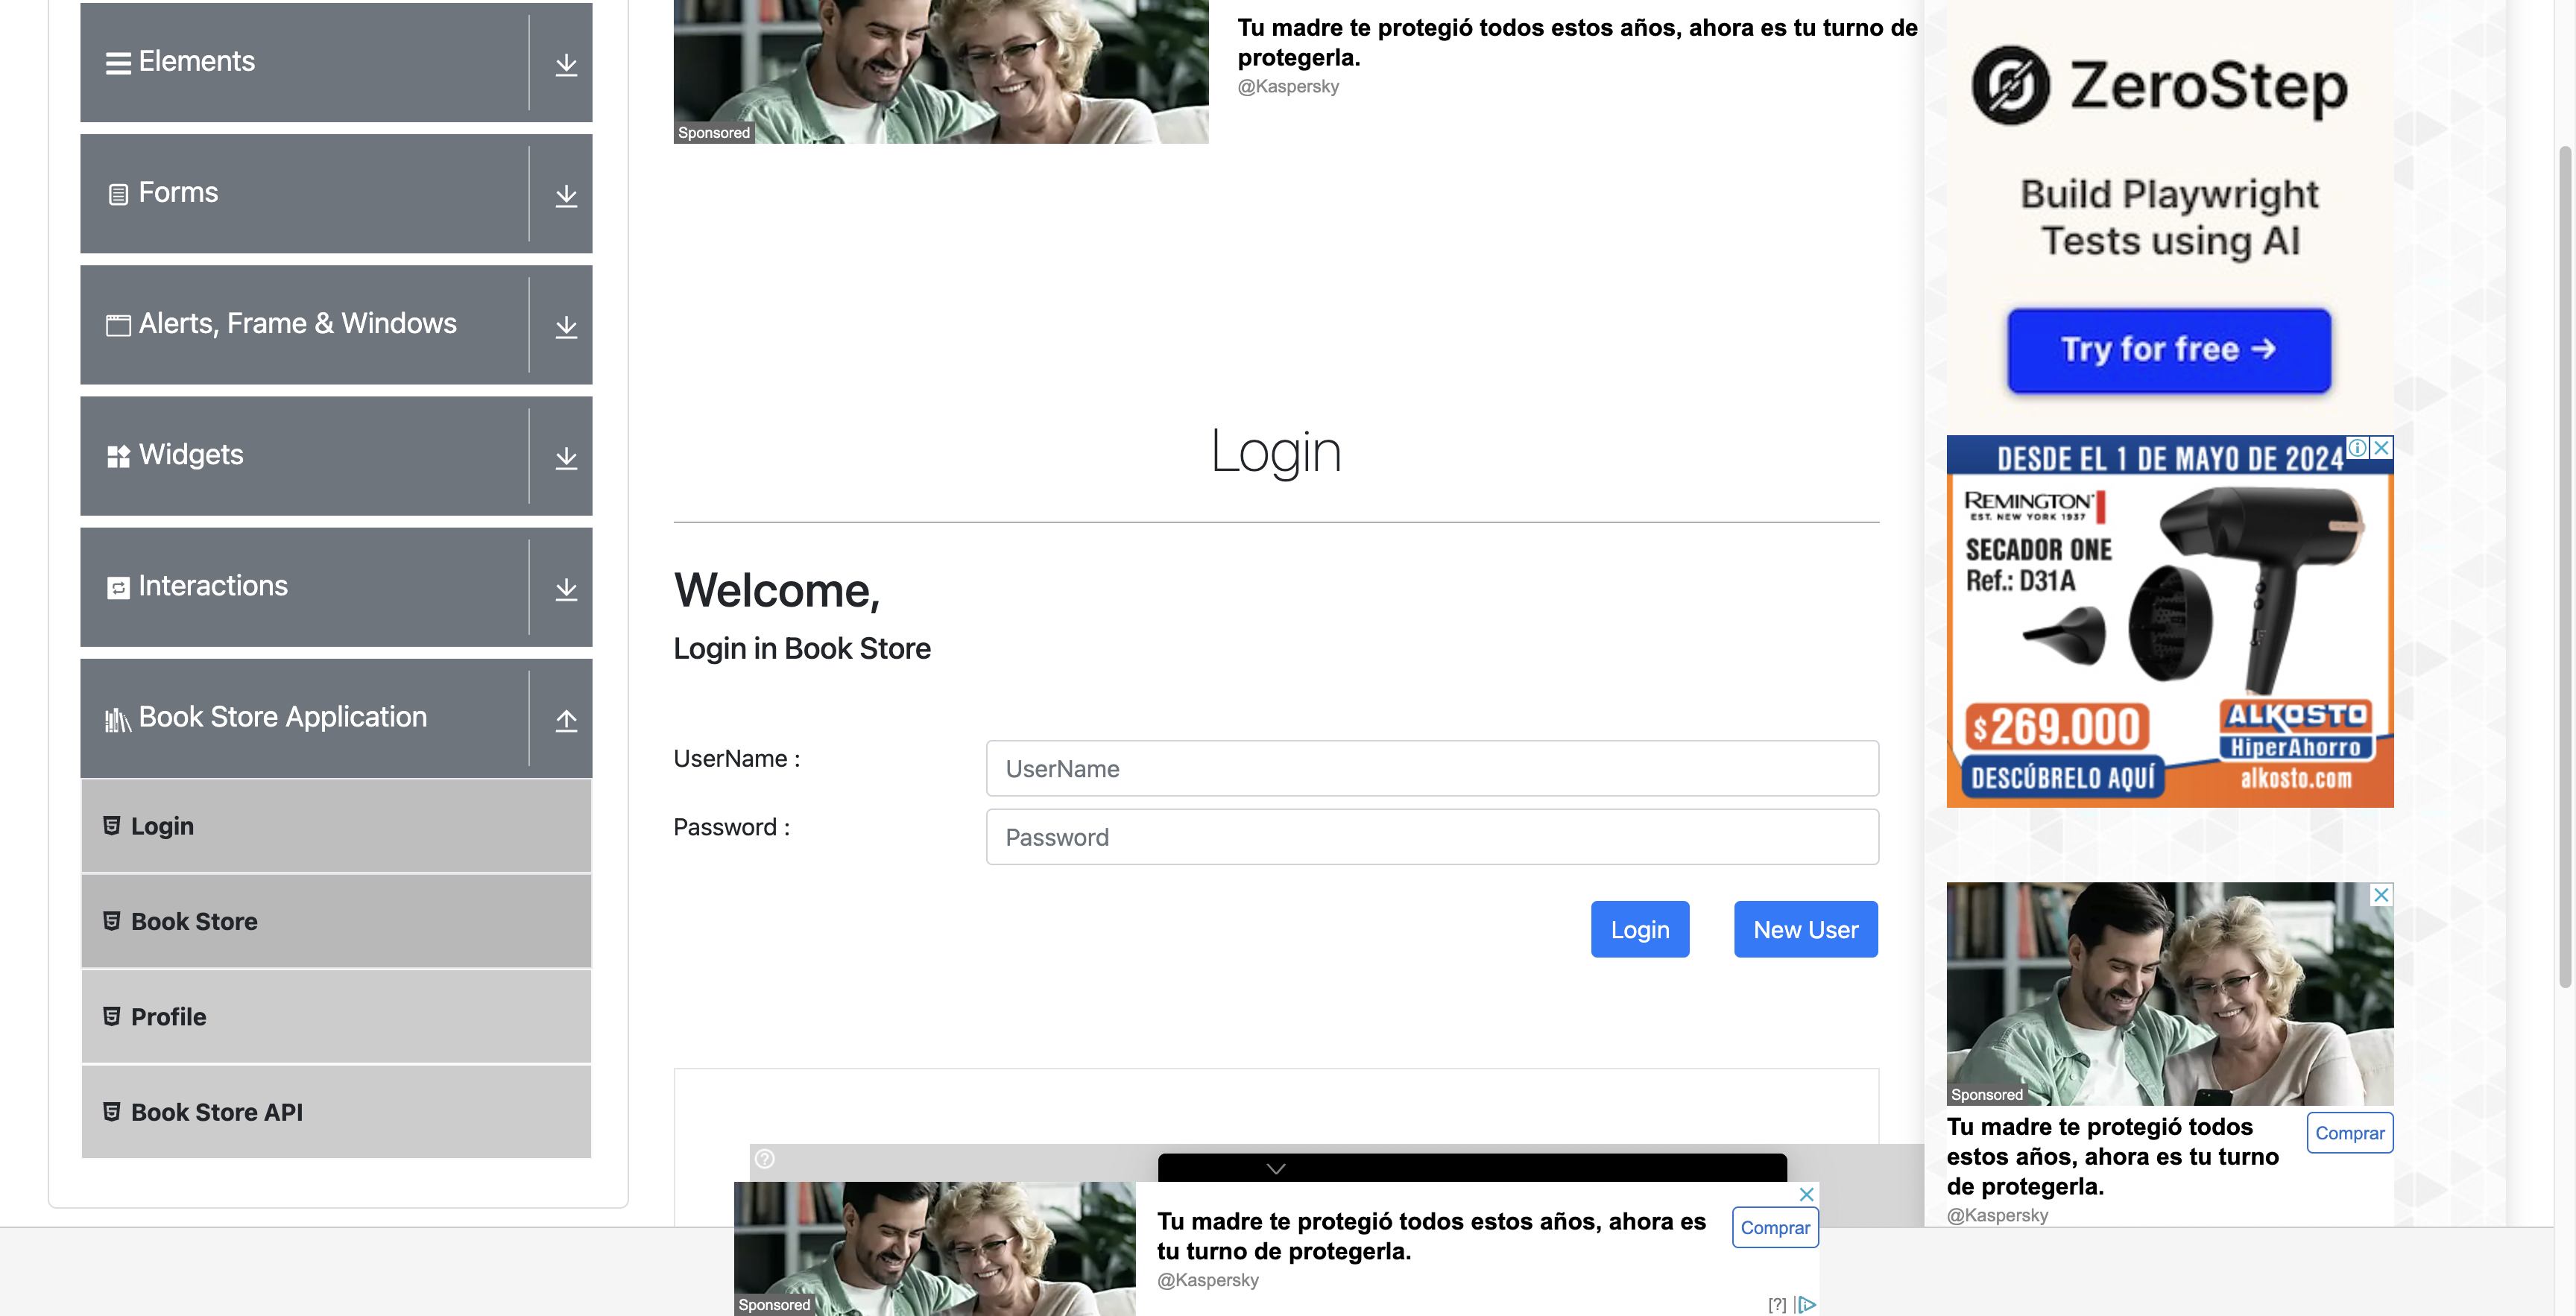 Elements
Forms
Alerts, Frame & Windows
Widgets
Interactions
Book Store Application
Login
Book Store
Profile
Book Store API
Tu madre te protegió todos estos años, ahora es tu turno de
protegerla.
@Kaspersky
Sponsored
Login
Welcome,
Login in Book Store
UserName :
UserName
Password :
Password
Login
New User
Tu madre te protegió todos estos años, ahora es
tu turno de protegerla.
@Kaspersky
Comprar
Sponsored
[?]
ZeroStep
Build Playwright
Tests using AI
Try for free →
DESDE EL 1 DE MAYO DE 2024
REMINGTON
EST. NEW YORK 1937
SECADOR ONE
Ref.: D31A
$269.000
DESCÚBRELO AQUÍ
ALKOSTO
HiperAhorro
alkosto.com
Sponsored
Tu madre te protegió todos
estos años, ahora es tu turno
de protegerla.
@Kaspersky
Comprar